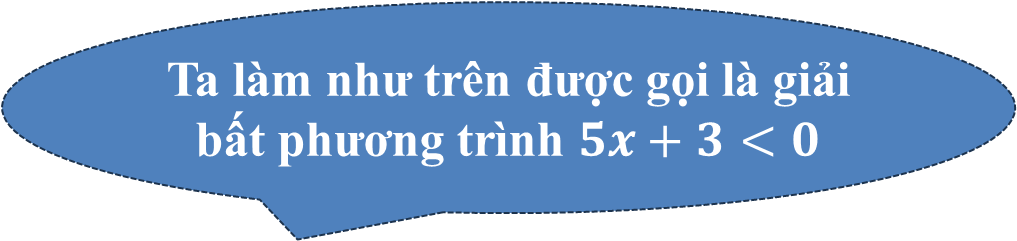 Ta làm như trên được gọi là giải
bất phương trình 5𝒙 + 3 < 0